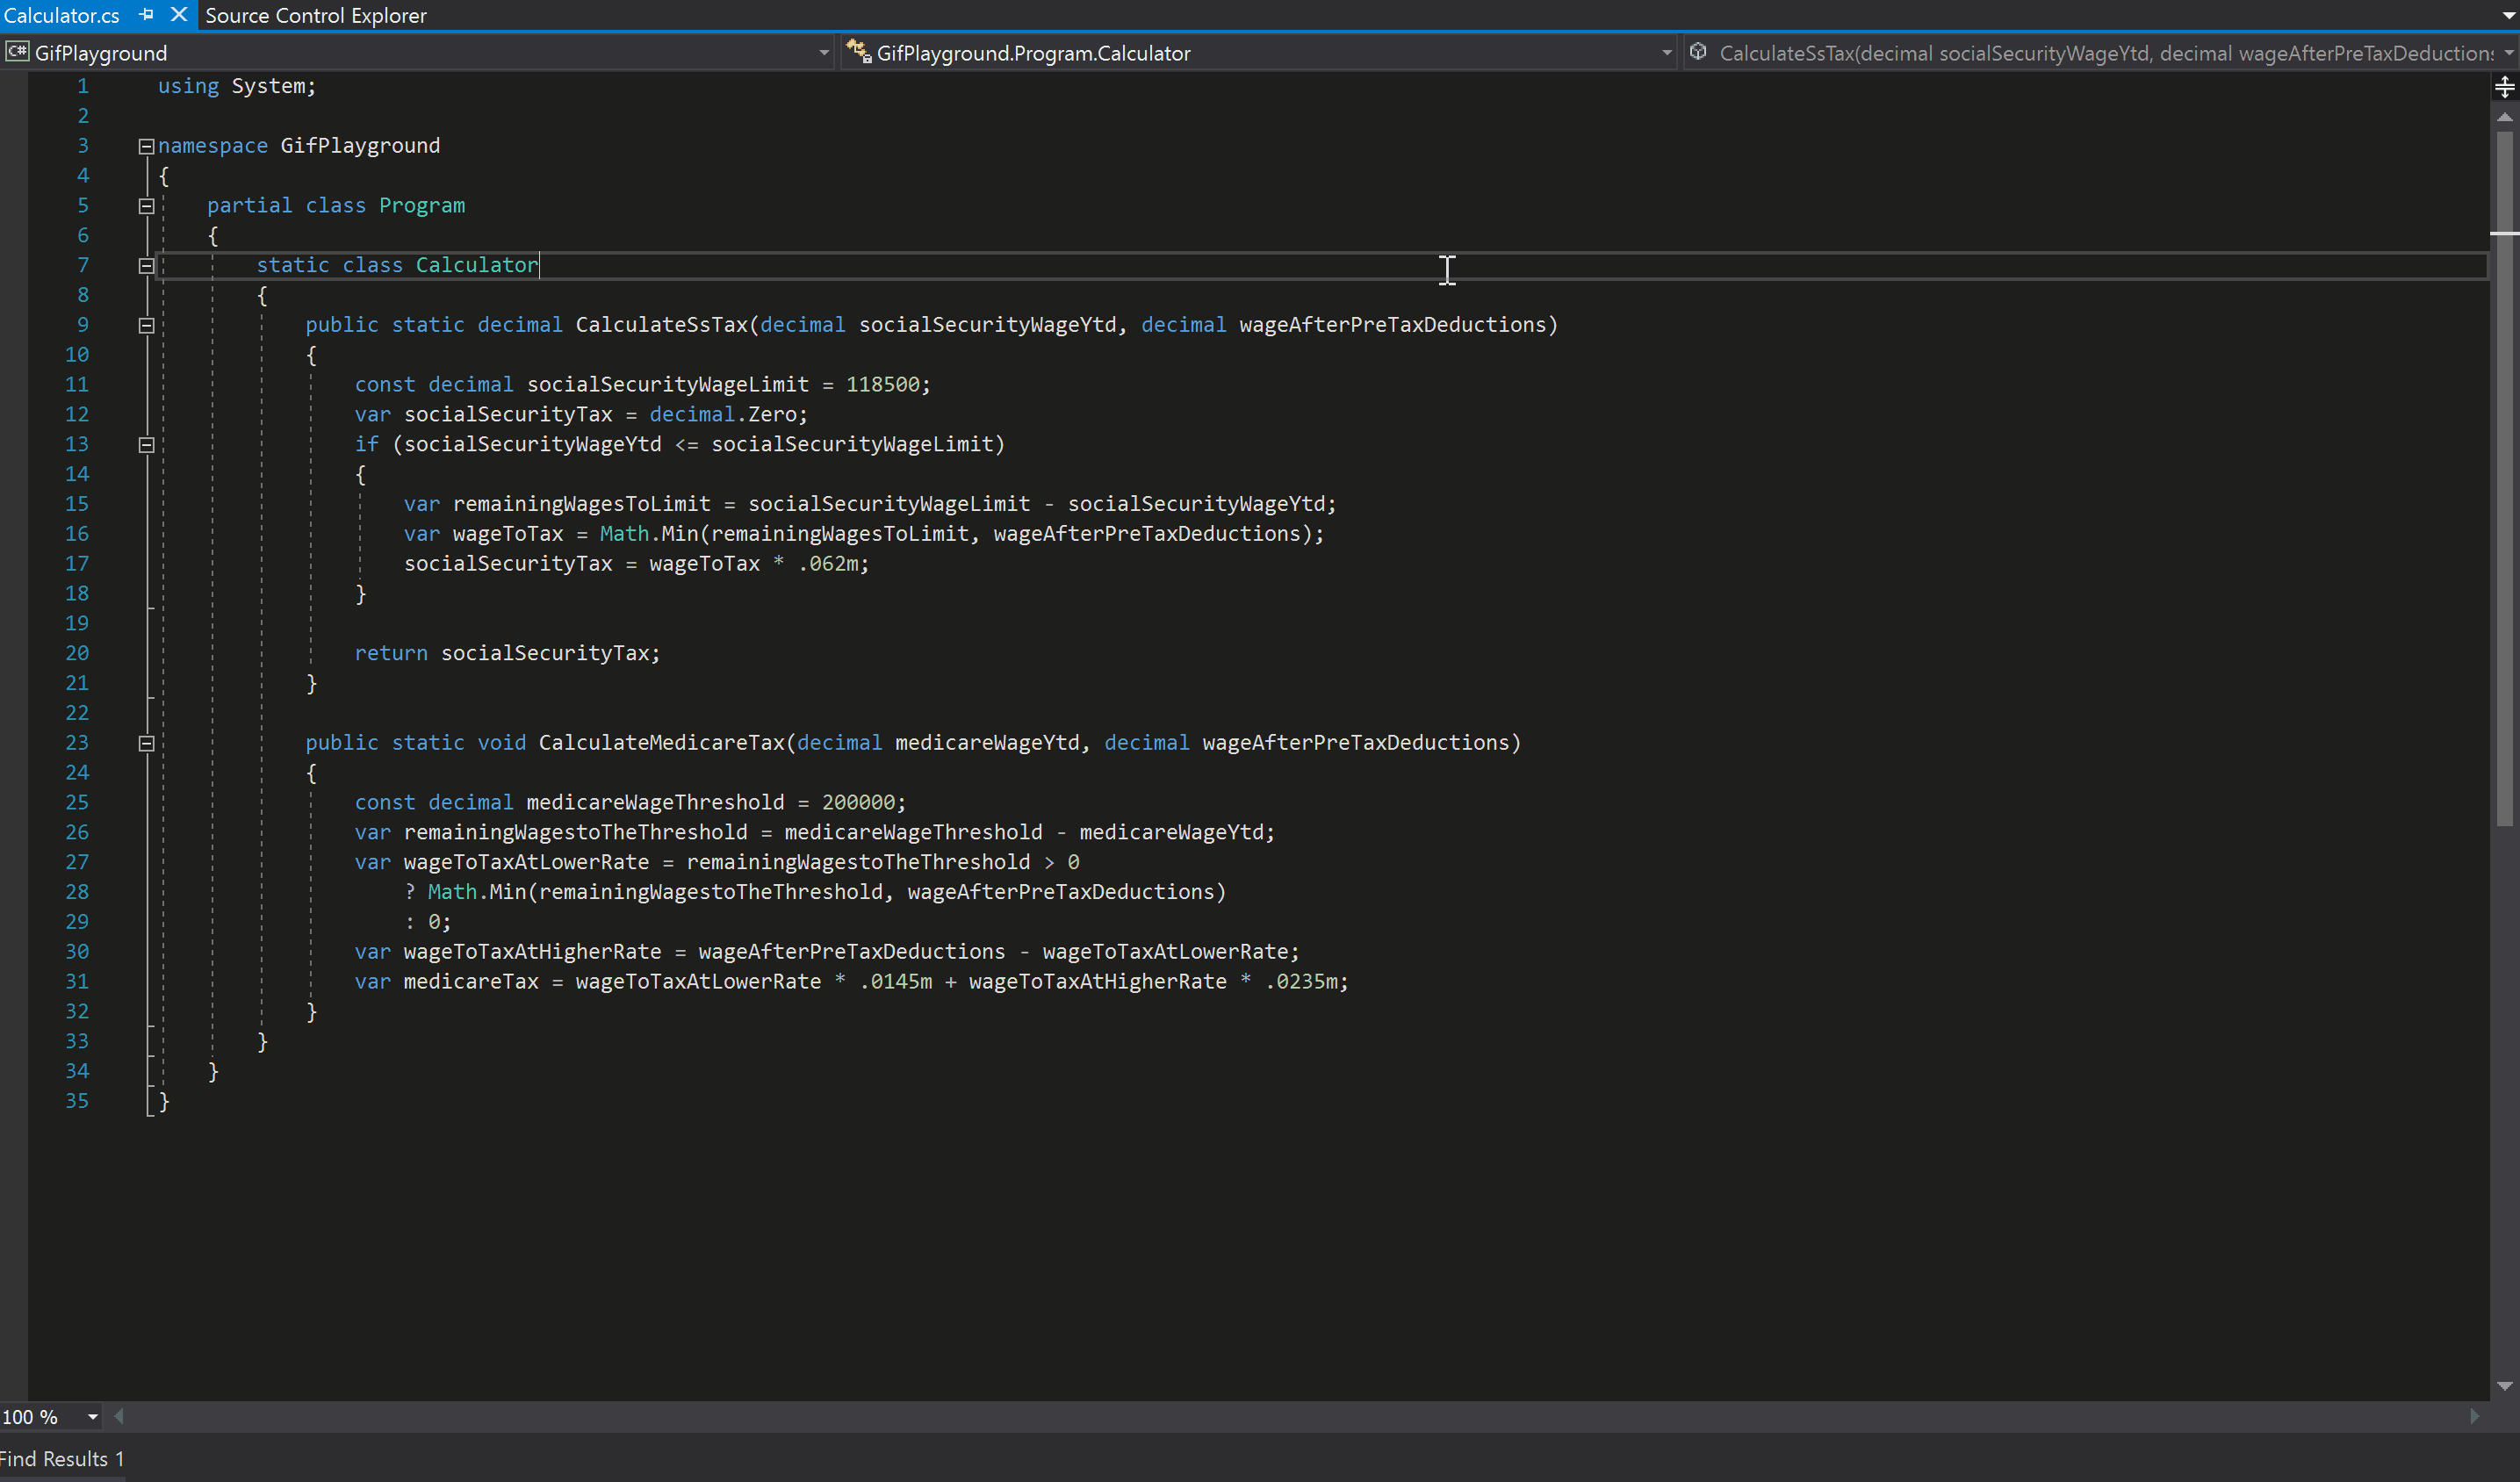 Calculator.cs Source Control Explorer
C# GifPlayground GifPlayground.Program.Calculator CalculateSsTax(decimal socialSecurityWageYtd, decimal wageAfterPreTaxDeductions
1 using System;
2
3 namespace GifPlayground
4 {
5     partial class Program
6     {
7         static class Calculator
8         {
9             public static decimal CalculateSsTax(decimal socialSecurityWageYtd, decimal wageAfterPreTaxDeductions)
10             {
11                 const decimal socialSecurityWageLimit = 118500;
12                 var socialSecurityTax = decimal.Zero;
13                 if (socialSecurityWageYtd <= socialSecurityWageLimit)
14                 {
15                     var remainingWagesToLimit = socialSecurityWageLimit - socialSecurityWageYtd;
16                     var wageToTax = Math.Min(remainingWagesToLimit, wageAfterPreTaxDeductions);
17                     socialSecurityTax = wageToTax * .062m;
18                 }
19
20                 return socialSecurityTax;
21             }
22
23             public static void CalculateMedicareTax(decimal medicareWageYtd, decimal wageAfterPreTaxDeductions)
24             {
25                 const decimal medicareWageThreshold = 200000;
26                 var remainingWagestoTheThreshold = medicareWageThreshold - medicareWageYtd;
27                 var wageToTaxAtLowerRate = remainingWagestoTheThreshold > 0
28                     ? Math.Min(remainingWagestoTheThreshold, wageAfterPreTaxDeductions)
29                     : 0;
30                 var wageToTaxAtHigherRate = wageAfterPreTaxDeductions - wageToTaxAtLowerRate;
31                 var medicareTax = wageToTaxAtLowerRate * .0145m + wageToTaxAtHigherRate * .0235m;
32             }
33         }
34     }
35 }
100 %
Find Results 1